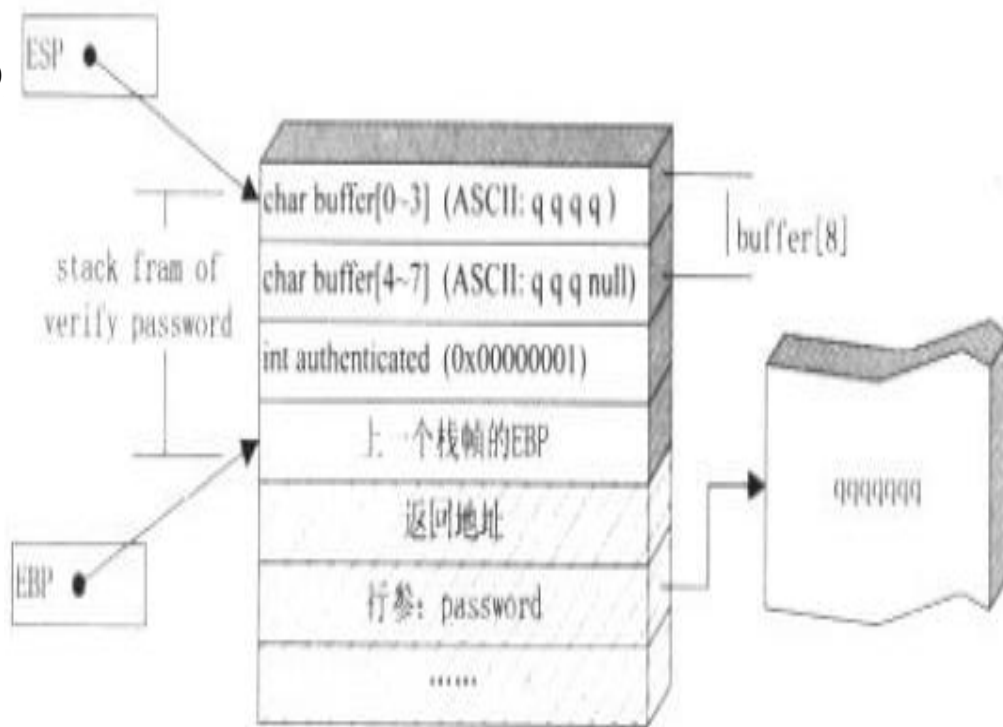 ESP
char buffer[0~3] (ASCII: q q q q )
buffer[8]
stack fram of
verify password
char buffer[4~7] (ASCII: q q q null)
int authenticated (0x00000001)
上一个栈帧的EBP
qqqqqqq
返回地址
EBP
行参: password
......